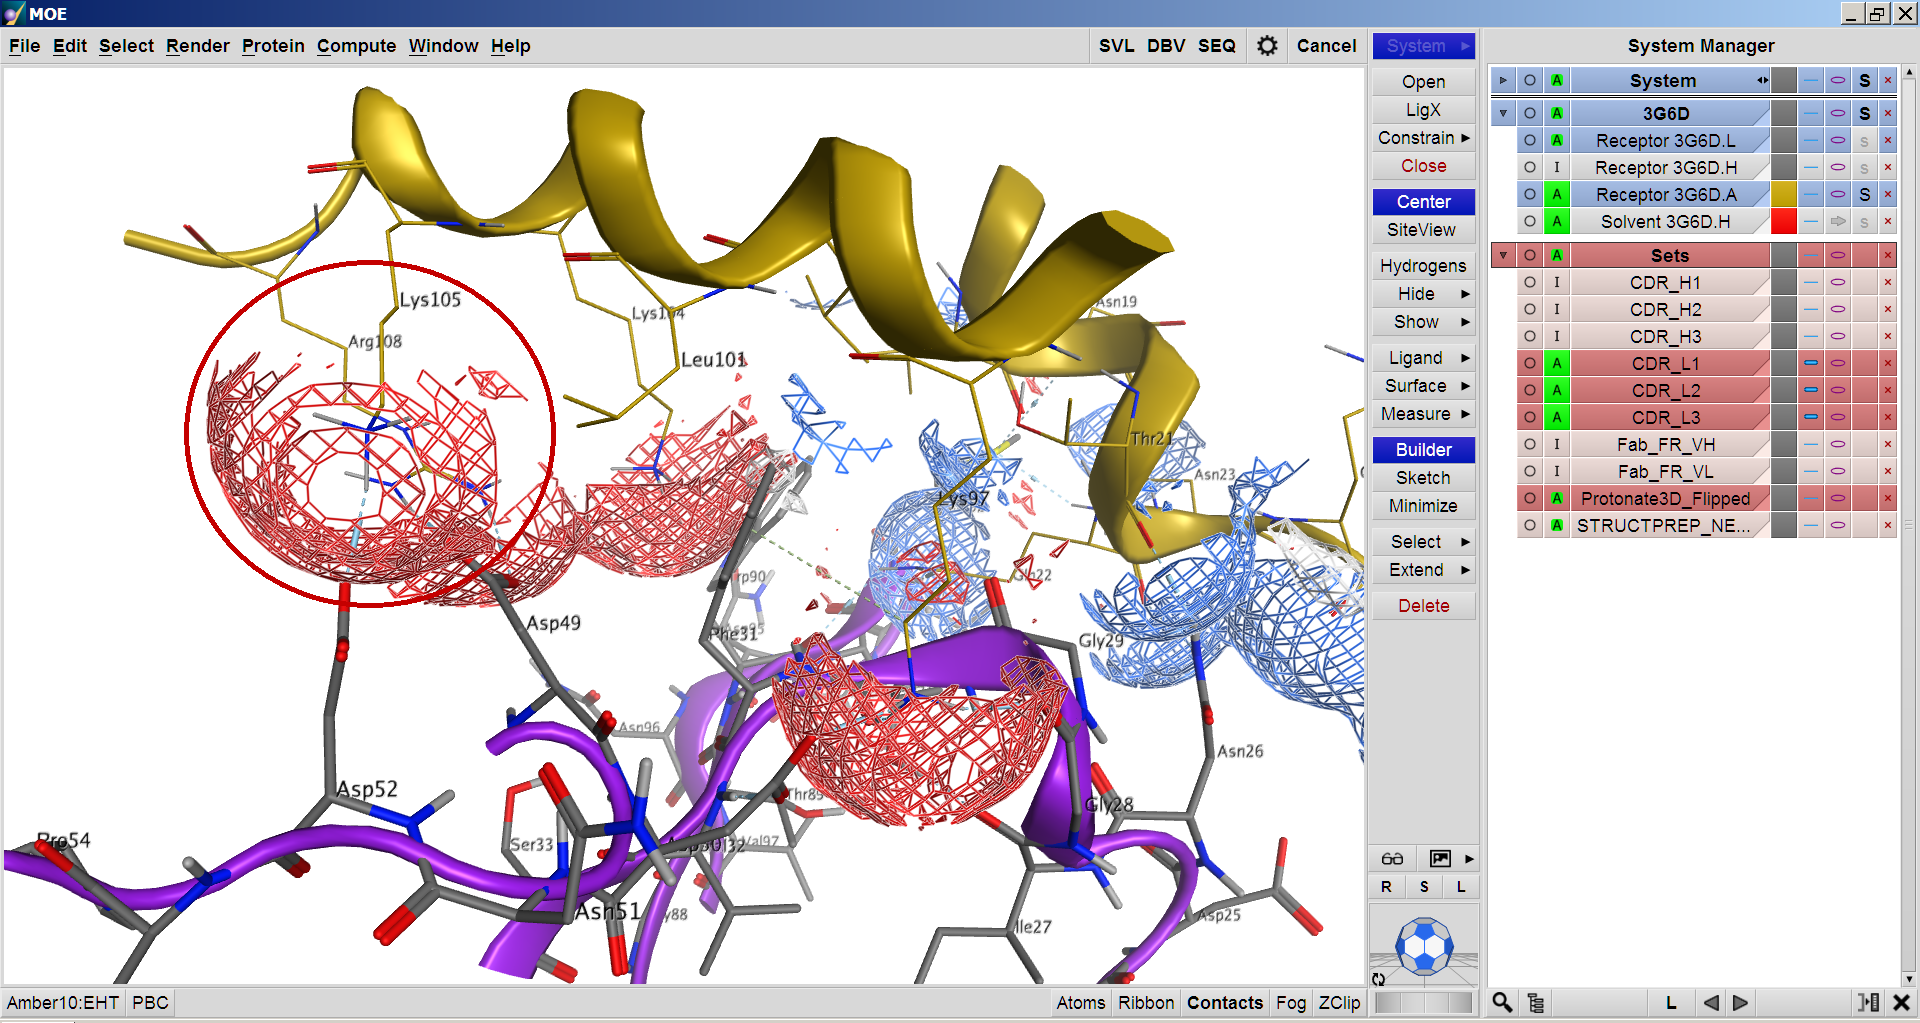 MOE
File Edit Select Render Protein Compute Window Help
SVL DBV SEQ Cancel
System
Open
LigX
Constrain
Close
Center
SiteView
Hydrogens
Hide
Show
Ligand
Surface
Measure
Builder
Sketch
Minimize
Select
Extend
Delete
R S L
System Manager
A System S
A 3G6D S
A Receptor 3G6D.L s
I Receptor 3G6D.H s
A Receptor 3G6D.A S
A Solvent 3G6D.H s
A Sets
I CDR_H1
I CDR_H2
I CDR_H3
A CDR_L1
A CDR_L2
A CDR_L3
I Fab_FR_VH
I Fab_FR_VL
A Protonate3D_Flipped
A STRUCTPREP_NE...
L
Lys105
Arg108
Lys104
Leu101
Asn19
Thr21
Asn23
Lys97
Gln22
Trp90
Asp49
Phe31
Gly29
Asn96
Asn26
Asp52
Thr89
Gly28
Pro54
Ser33
Val97
Asn51
Asp25
Ile27
Amber10:EHT PBC
Atoms Ribbon Contacts Fog ZClip